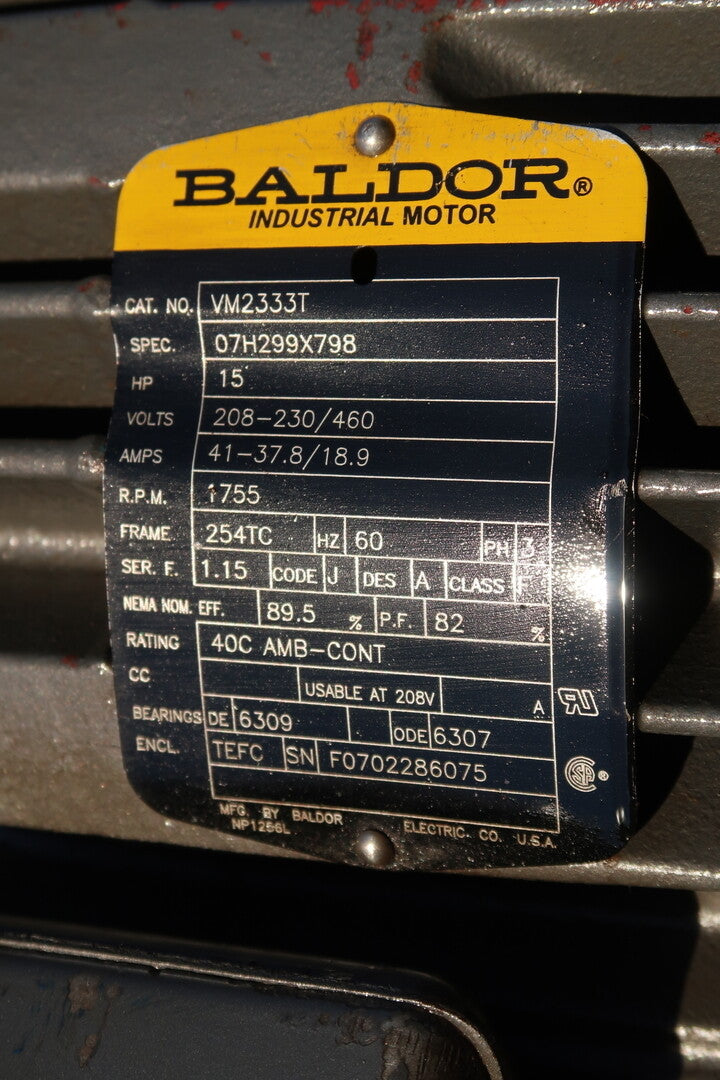 BALDOR®
INDUSTRIAL MOTOR
CAT. NO. VM2333T
SPEC. 07H299X798
HP 15
VOLTS 208-230/460
AMPS 41-37.8/18.9
R.P.M. 1755
FRAME 254TC HZ 60 PH 3
SER. F. 1.15 CODE J DES A CLASS F
NEMA NOM. EFF. 89.5 % P.F. 82 %
RATING 40C AMB-CONT
CC USABLE AT 208V A
BEARINGS DE 6309 ODE 6307
ENCL. TEFC SN F0702286075
MFG. BY BALDOR ELECTRIC. CO. U.S.A.
NP1256L
RU
CSA®